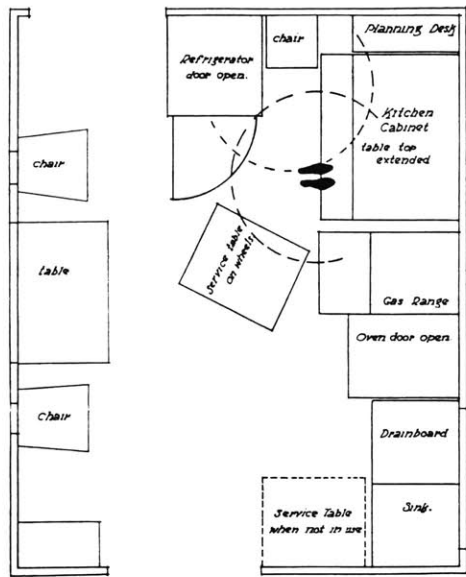 Refrigerator
door open.
chair
Planning Desk
Kitchen
Cabinet
table top
extended
chair
Service table
on wheels
table
Gas Range
Oven door open
chair
Drainboard
Service Table
when not in use
Sink.